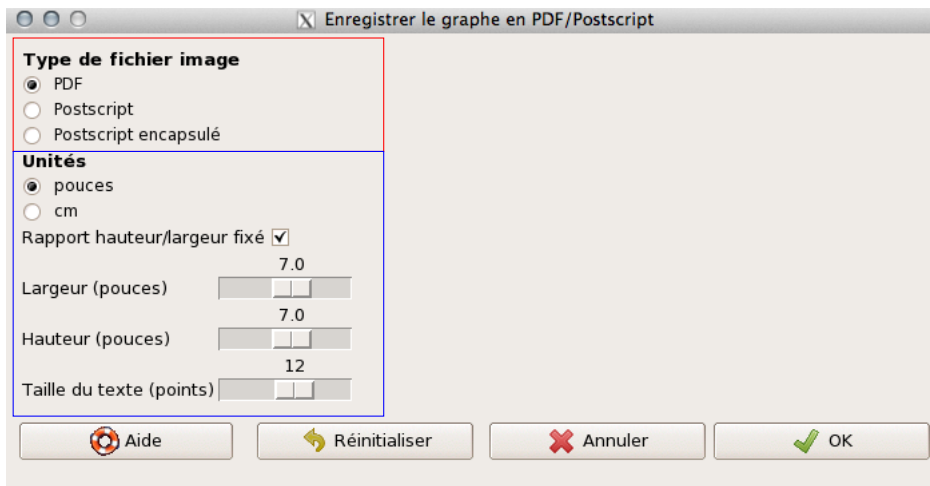 Enregistrer le graphe en PDF/Postscript
Type de fichier image
PDF
Postscript
Postscript encapsulé
Unités
pouces
cm
Rapport hauteur/largeur fixé
7.0
Largeur (pouces)
7.0
Hauteur (pouces)
12
Taille du texte (points)
Aide Réinitialiser Annuler OK